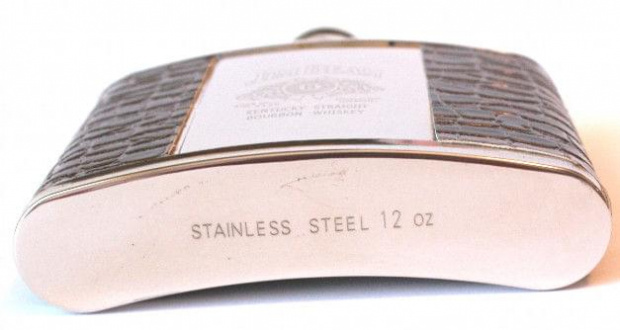 KENTUCKY STRAIGHT
BOURBON WHISKEY
STAINLESS STEEL 12 oz